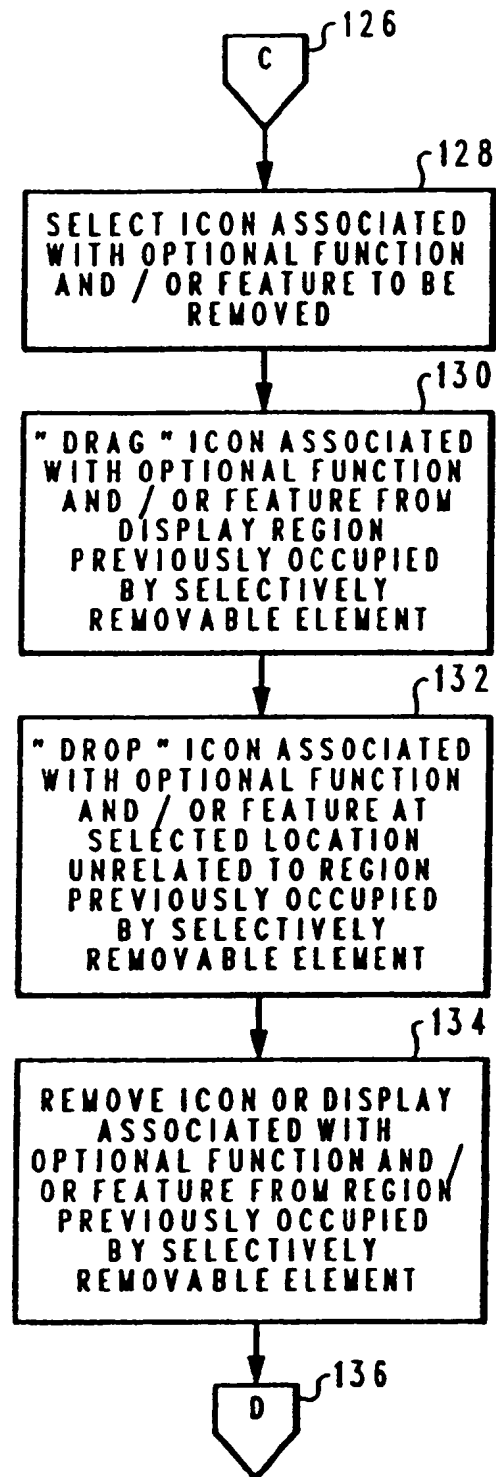 126
C
128
SELECT ICON ASSOCIATED
WITH OPTIONAL FUNCTION
AND / OR FEATURE TO BE
REMOVED
130
" DRAG " ICON ASSOCIATED
WITH OPTIONAL FUNCTION
AND / OR FEATURE FROM
DISPLAY REGION
PREVIOUSLY OCCUPIED
BY SELECTIVELY
REMOVABLE ELEMENT
132
" DROP " ICON ASSOCIATED
WITH OPTIONAL FUNCTION
AND / OR FEATURE AT
SELECTED LOCATION
UNRELATED TO REGION
PREVIOUSLY OCCUPIED
BY SELECTIVELY
REMOVABLE ELEMENT
134
REMOVE ICON OR DISPLAY
ASSOCIATED WITH
OPTIONAL FUNCTION AND /
OR FEATURE FROM REGION
PREVIOUSLY OCCUPIED
BY SELECTIVELY
REMOVABLE ELEMENT
136
D